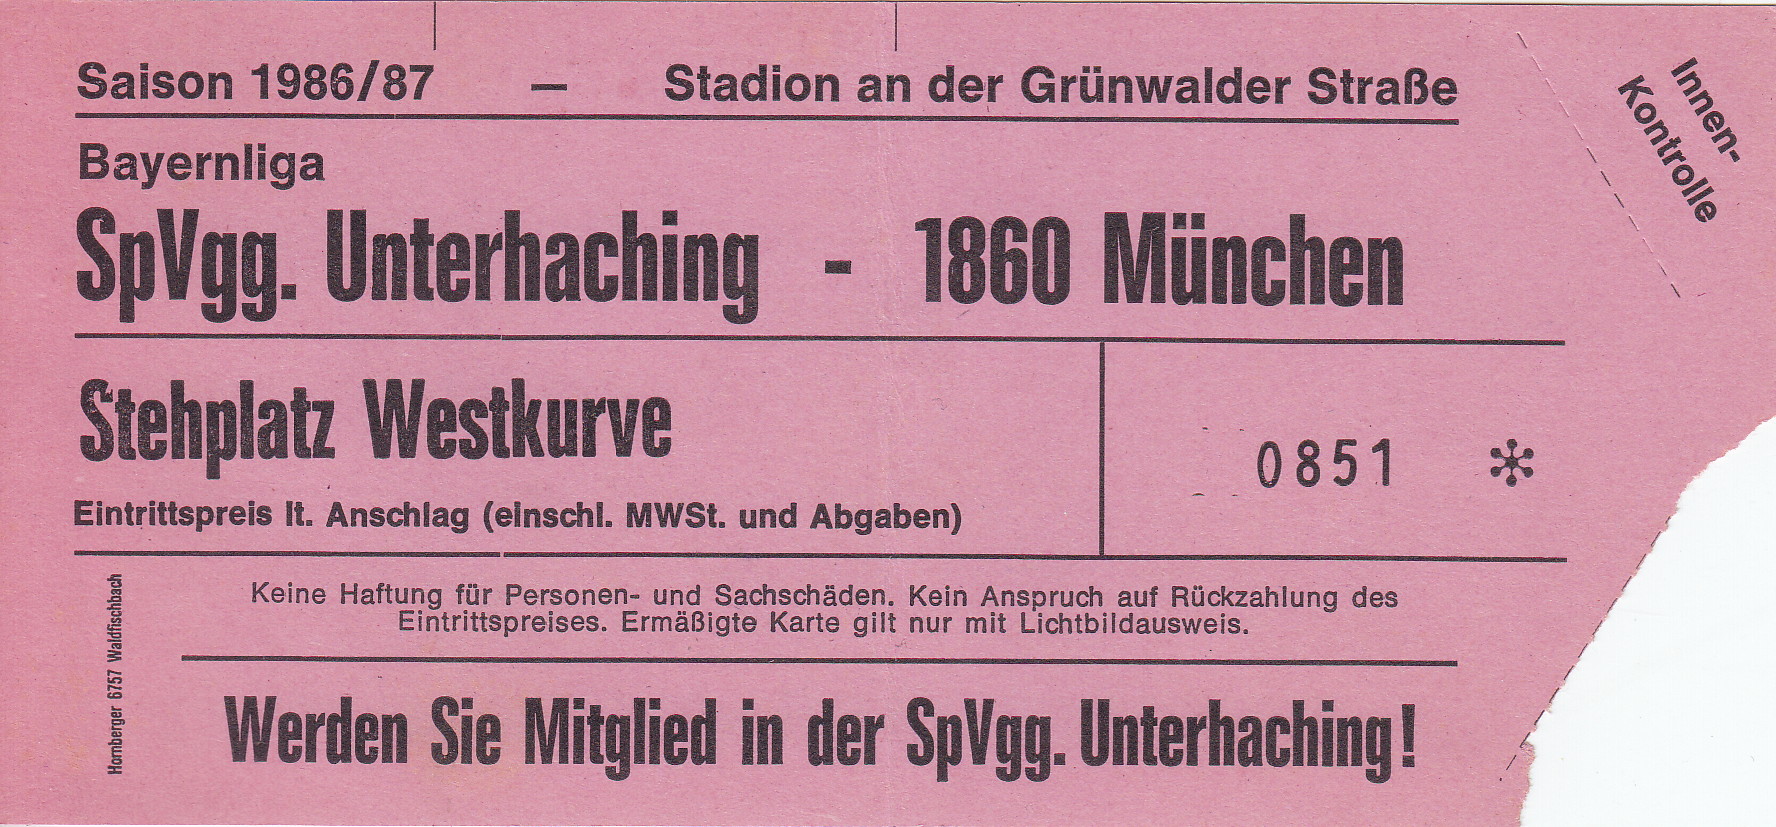 Saison 1986/87 – Stadion an der Grünwalder Straße
Innen-
Kontrolle
Bayernliga
SpVgg. Unterhaching - 1860 München
Stehplatz Westkurve
0851 *
Eintrittspreis lt. Anschlag (einschl. MWSt. und Abgaben)
Keine Haftung für Personen- und Sachschäden. Kein Anspruch auf Rückzahlung des
Eintrittspreises. Ermäßigte Karte gilt nur mit Lichtbildausweis.
Hornberger 6757 Waldfischbach
Werden Sie Mitglied in der SpVgg. Unterhaching!